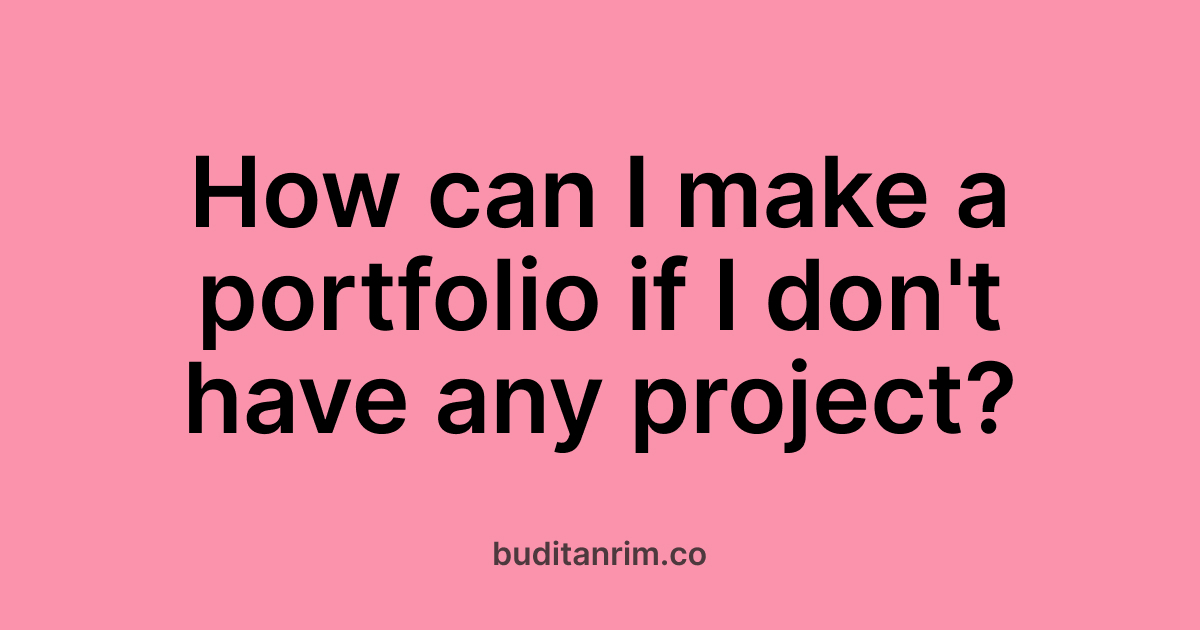 How can I make a
portfolio if I don't
have any project?
buditanrim.co